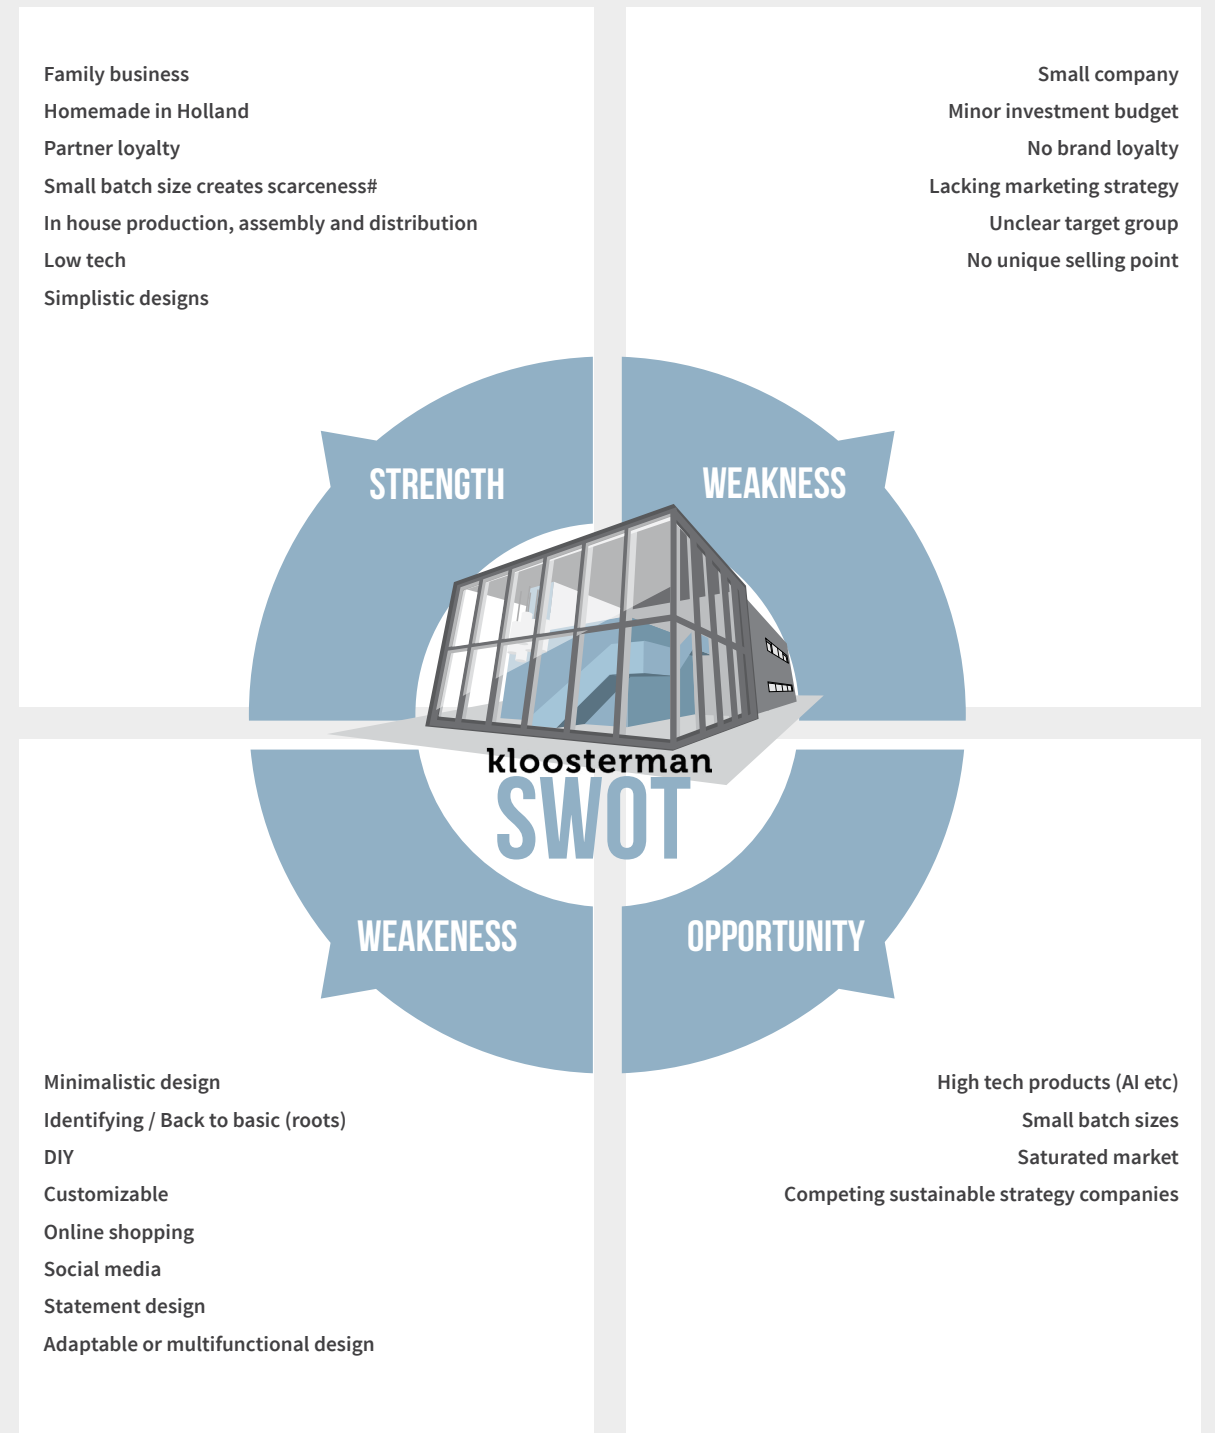 Family business
Homemade in Holland
Partner loyalty
Small batch size creates scarceness#
In house production, assembly and distribution
Low tech
Simplistic designs
Small company
Minor investment budget
No brand loyalty
Lacking marketing strategy
Unclear target group
No unique selling point
STRENGTH
WEAKNESS
kloosterman
SWOT
WEAKENESS
OPPORTUNITY
Minimalistic design
Identifying / Back to basic (roots)
DIY
Customizable
Online shopping
Social media
Statement design
Adaptable or multifunctional design
High tech products (AI etc)
Small batch sizes
Saturated market
Competing sustainable strategy companies